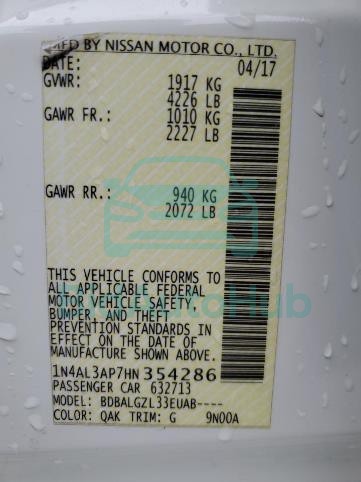 MFD BY NISSAN MOTOR CO., LTD.
DATE: 04/17
GVWR: 1917 KG
4226 LB
GAWR FR: 1010 KG
2227 LB
GAWR RR: 940 KG
2072 LB
THIS VEHICLE CONFORMS TO
ALL APPLICABLE FEDERAL
MOTOR VEHICLE SAFETY,
BUMPER, AND THEFT
PREVENTION STANDARDS IN
EFFECT ON THE DATE OF
MANUFACTURE SHOWN ABOVE.
1N4AL3AP7HN354286
PASSENGER CAR 632713
MODEL: BDBALGZL33EUAB----
COLOR: QAK TRIM: G 9N00A